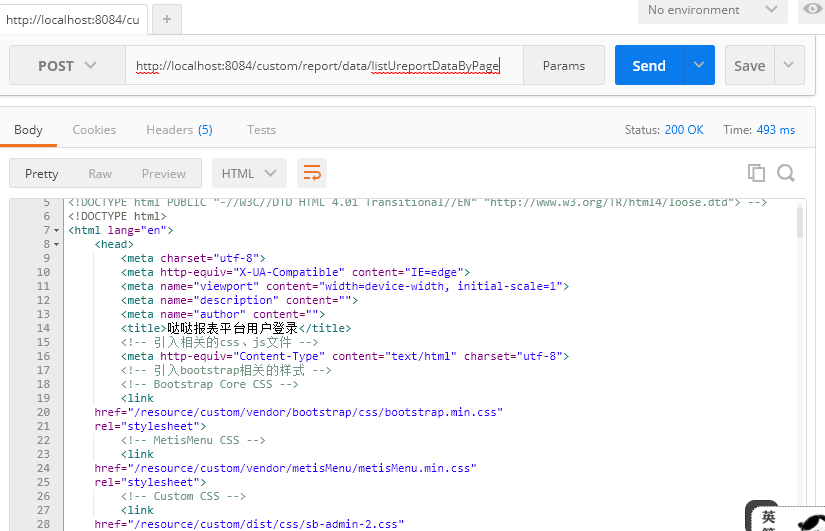 http://localhost:8084/cu
+
No environment
POST
http://localhost:8084/custom/report/data/listUreportDataByPage
Params
Send
Save
Body
Cookies
Headers (5)
Tests
Status: 200 OK
Time: 493 ms
Pretty
Raw
Preview
HTML
5 <!DOCTYPE html PUBLIC "-//W3C//DTD HTML 4.01 Transitional//EN" "http://www.w3.org/TR/html4/loose.dtd"> -->
6 <!DOCTYPE html>
7 <html lang="en">
8 <head>
9 <meta charset="utf-8">
10 <meta http-equiv="X-UA-Compatible" content="IE=edge">
11 <meta name="viewport" content="width=device-width, initial-scale=1">
12 <meta name="description" content="">
13 <meta name="author" content="">
14 <title>哒哒报表平台用户登录</title>
15 <!-- 引入相关的css、js文件 -->
16 <meta http-equiv="Content-Type" content="text/html" charset="utf-8">
17 <!-- 引入bootstrap相关的样式 -->
18 <!-- Bootstrap Core CSS -->
19 <link
20 href="/resource/custom/vendor/bootstrap/css/bootstrap.min.css"
21 rel="stylesheet">
22 <!-- MetisMenu CSS -->
23 <link
24 href="/resource/custom/vendor/metisMenu/metisMenu.min.css"
25 rel="stylesheet">
26 <!-- Custom CSS -->
27 <link
28 href="/resource/custom/dist/css/sb-admin-2.css"
英